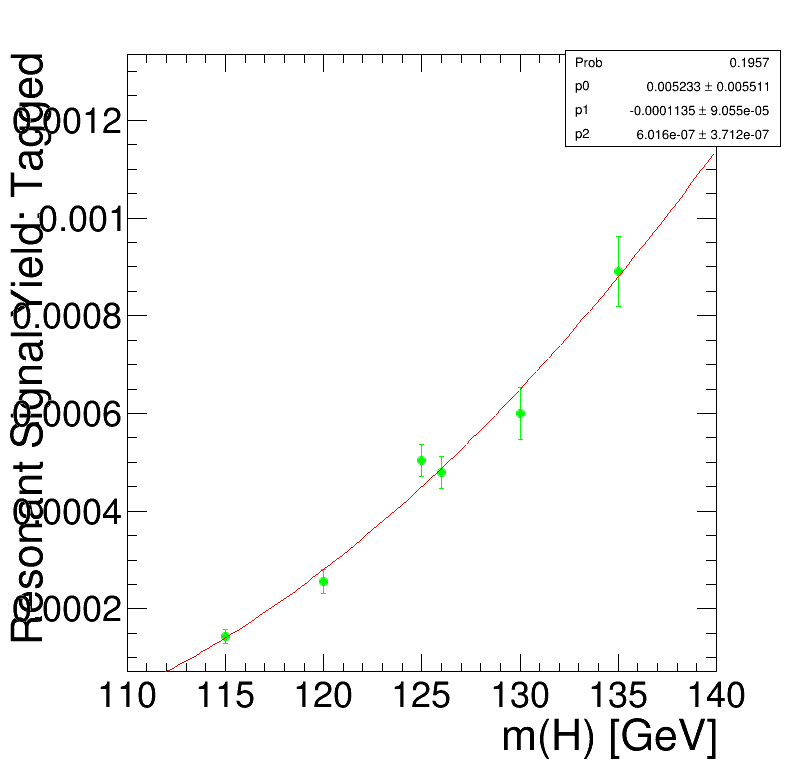 Resonant Signal Yield: Tagged
Prob 0.1957
p0 0.005233 ± 0.005511
p1 -0.0001135 ± 9.055e-05
p2 6.016e-07 ± 3.712e-07
0.0012
0.001
0.0008
0.0006
0.0004
0.0002
110 115 120 125 130 135 140
m(H) [GeV]